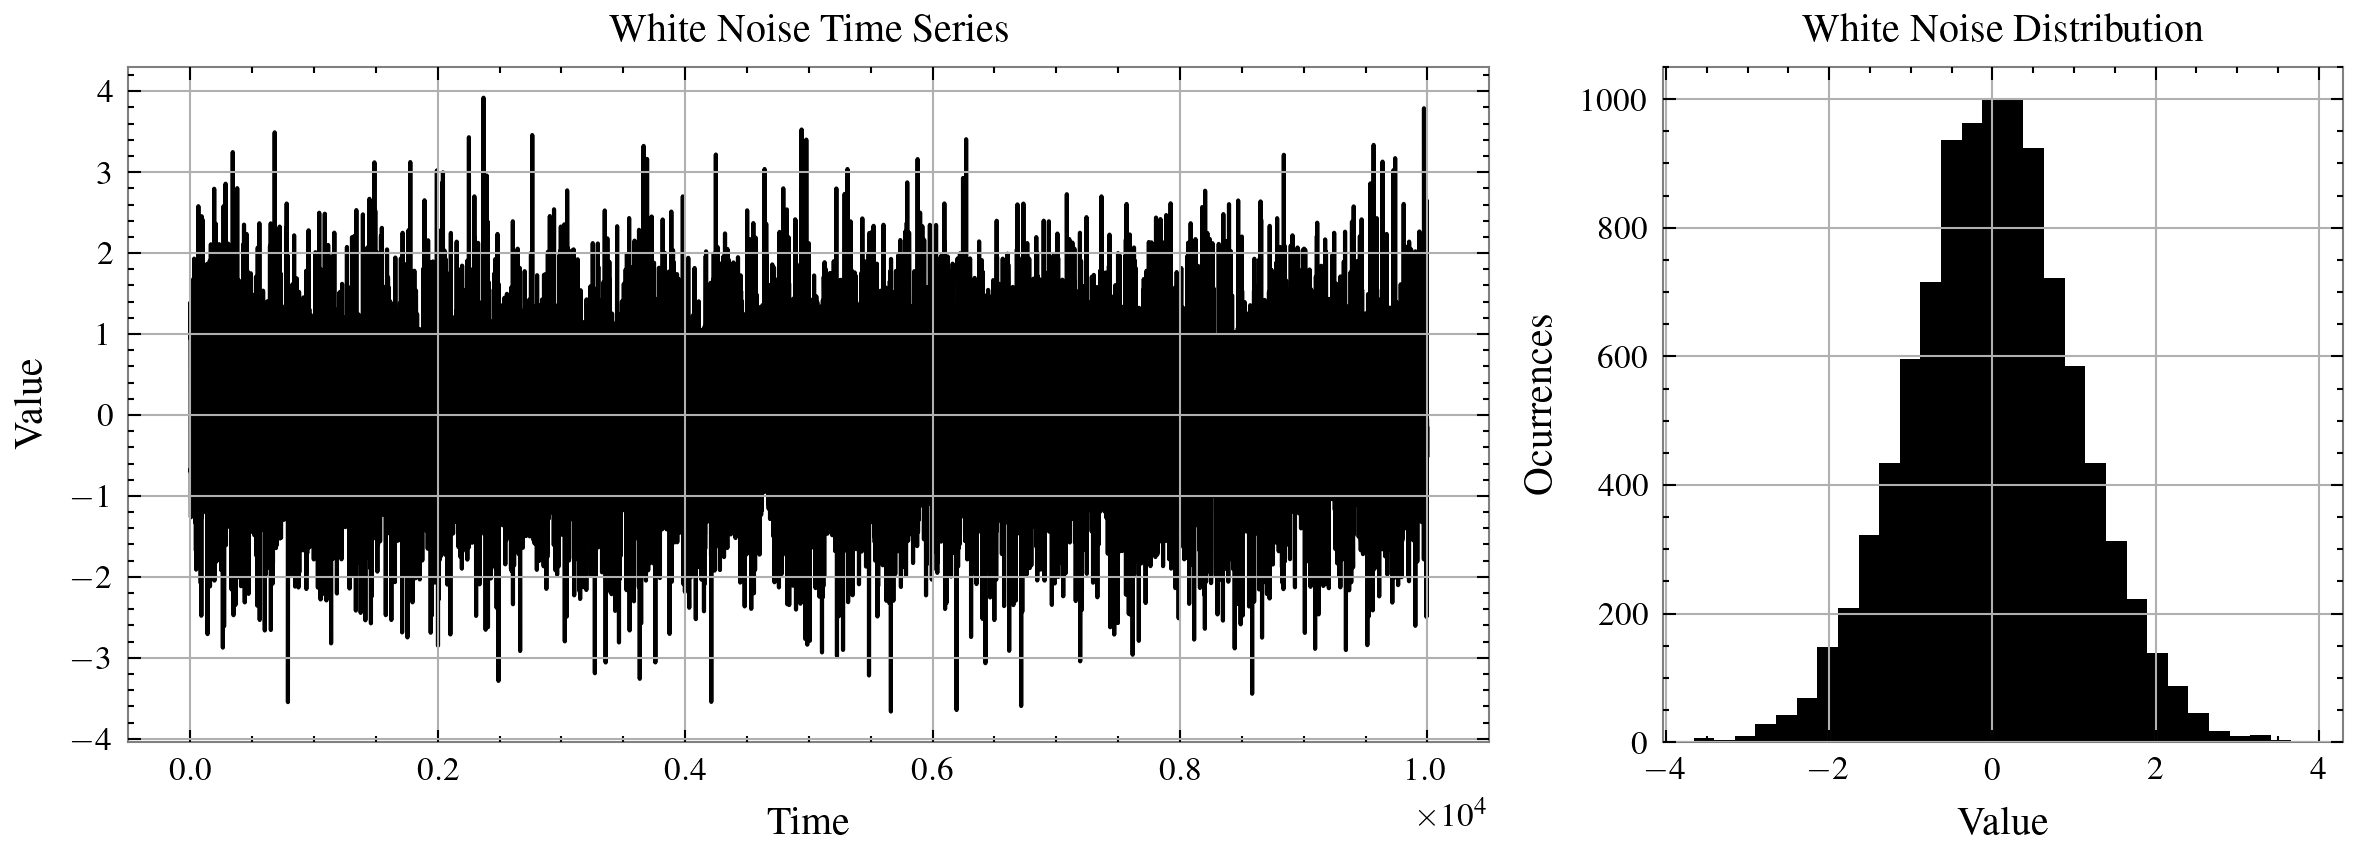 White Noise Time Series
4
3
2
1
0
−1
−2
−3
−4
Value
0.0 0.2 0.4 0.6 0.8 1.0
×10⁴
Time
White Noise Distribution
1000
800
600
400
200
0
Ocurrences
−4 −2 0 2 4
Value